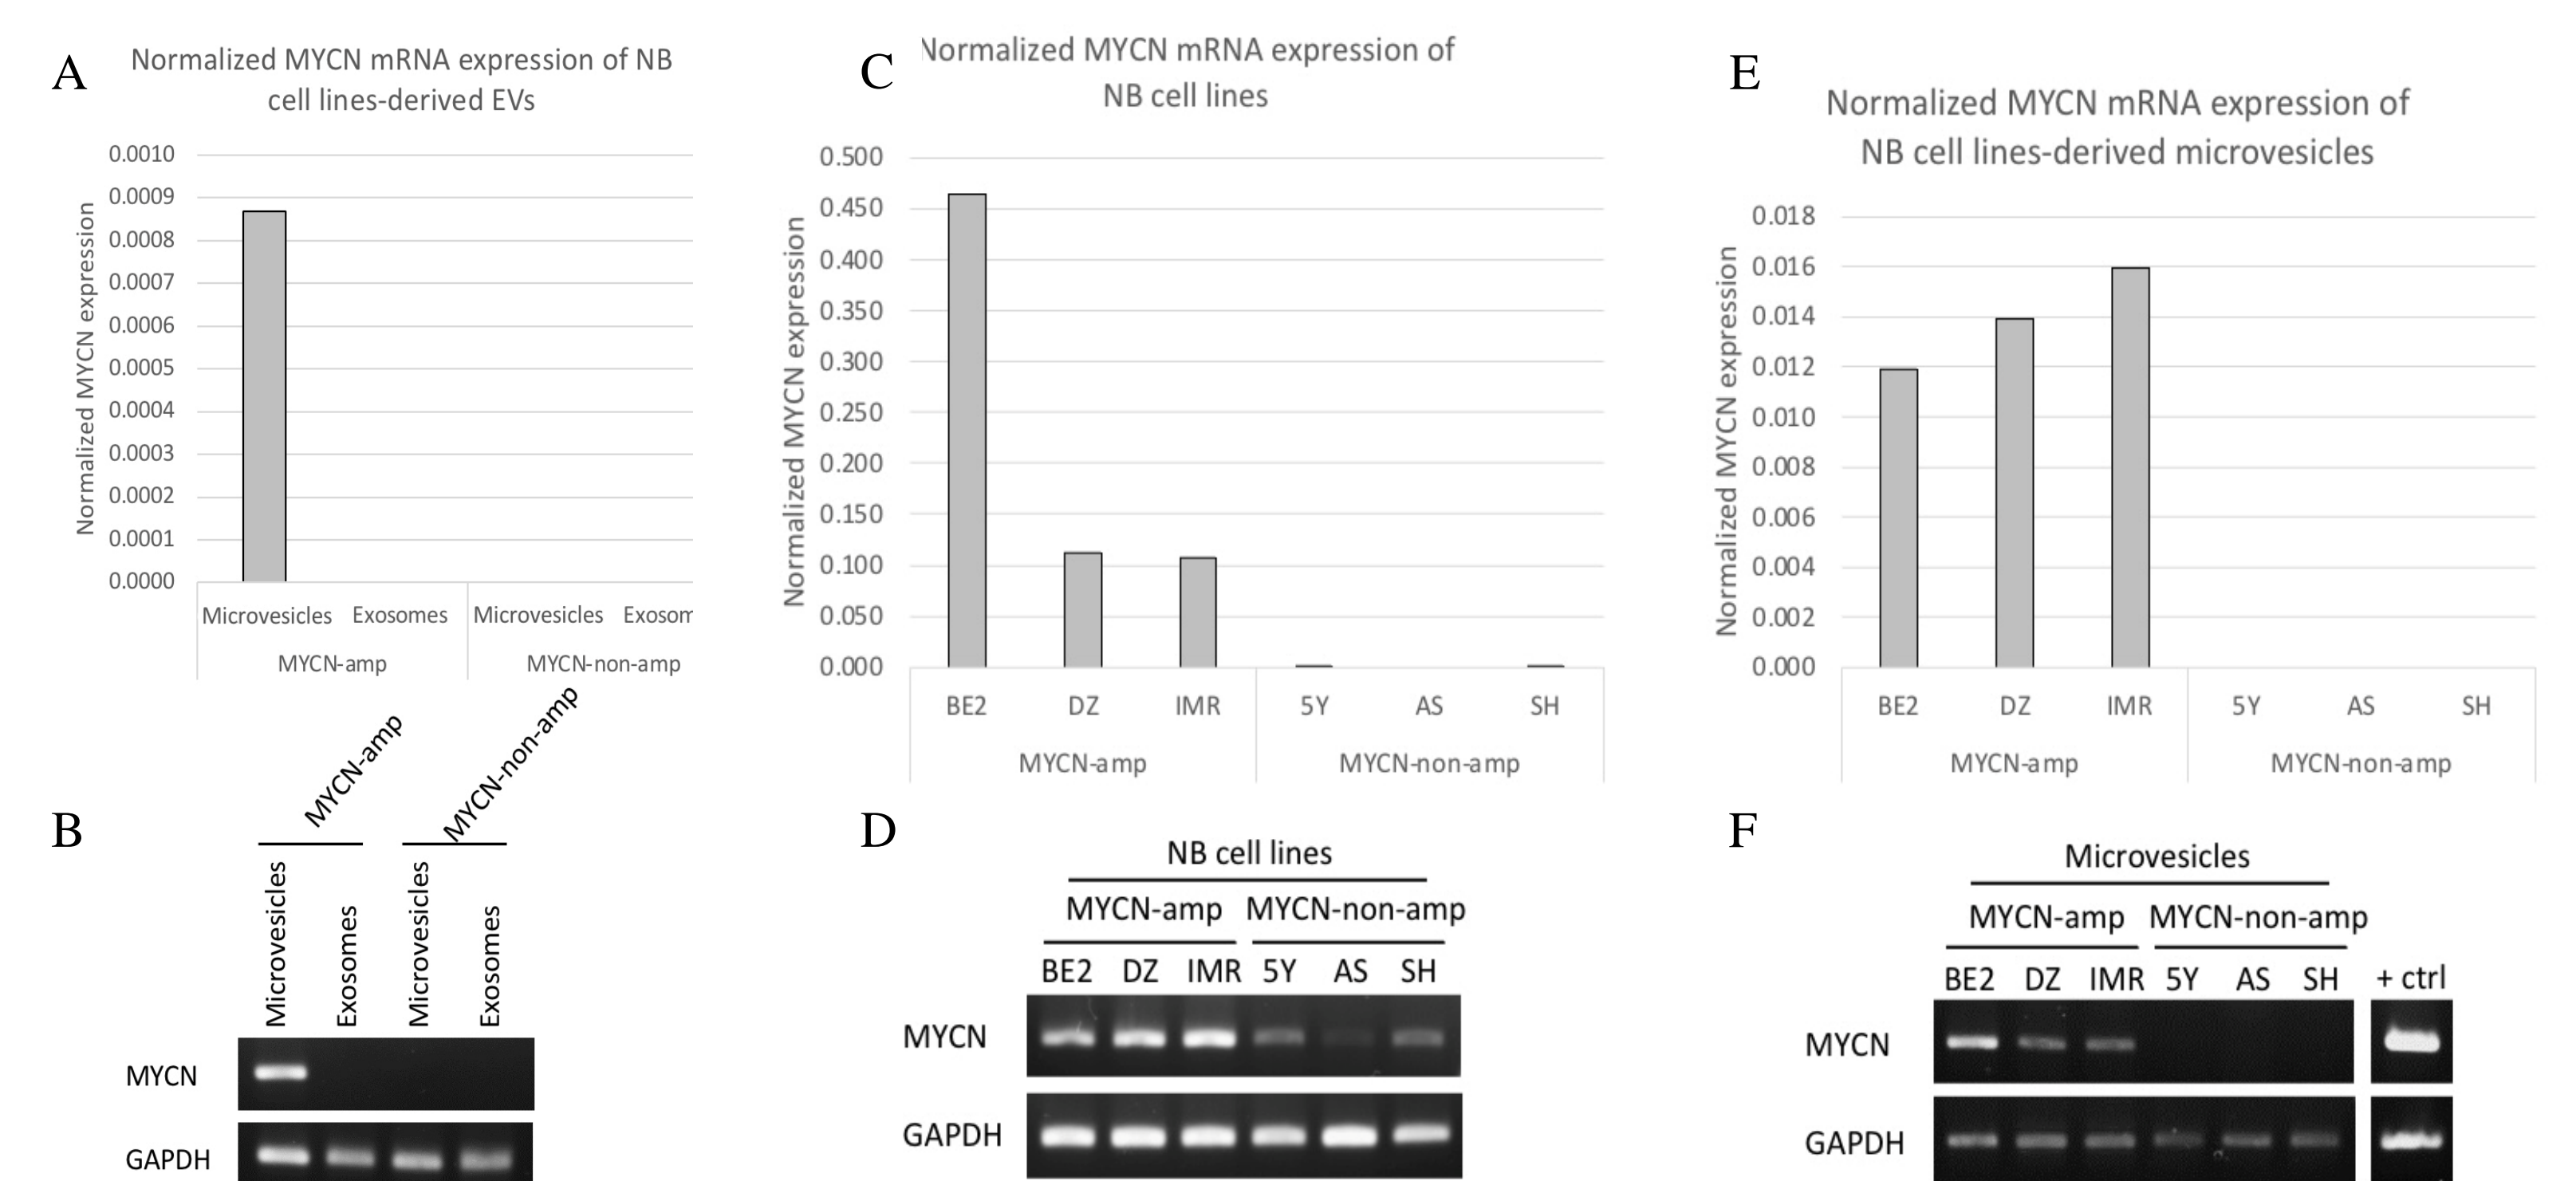 A
Normalized MYCN mRNA expression of NB
cell lines-derived EVs
Normalized MYCN expression
0.0010
0.0009
0.0008
0.0007
0.0006
0.0005
0.0004
0.0003
0.0002
0.0001
0.0000
Microvesicles Exosomes Microvesicles Exosom
MYCN-amp MYCN-non-amp
B
MYCN-amp MYCN-non-amp
Microvesicles Exosomes Microvesicles Exosomes
MYCN
GAPDH
C
Normalized MYCN mRNA expression of
NB cell lines
Normalized MYCN expression
0.500
0.450
0.400
0.350
0.300
0.250
0.200
0.150
0.100
0.050
0.000
BE2 DZ IMR 5Y AS SH
MYCN-amp MYCN-non-amp
D
NB cell lines
MYCN-amp MYCN-non-amp
BE2 DZ IMR 5Y AS SH
MYCN
GAPDH
E
Normalized MYCN mRNA expression of
NB cell lines-derived microvesicles
Normalized MYCN expression
0.018
0.016
0.014
0.012
0.010
0.008
0.006
0.004
0.002
0.000
BE2 DZ IMR 5Y AS SH
MYCN-amp MYCN-non-amp
F
Microvesicles
MYCN-amp MYCN-non-amp
BE2 DZ IMR 5Y AS SH + ctrl
MYCN
GAPDH